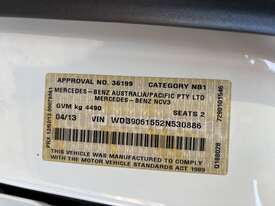 APPROVAL NO. 36199 CATEGORY NB1
MERCEDES-BENZ AUSTRALIA/PACIFIC PTY LTD
MERCEDES-BENZ NCV3
GVM kg 4490 SEATS 2
04/13 VIN WDB9061552N530886
THIS VEHICLE WAS MANUFACTURED TO COMPLY
WITH THE MOTOR VEHICLE STANDARDS ACT 1989
7290101546